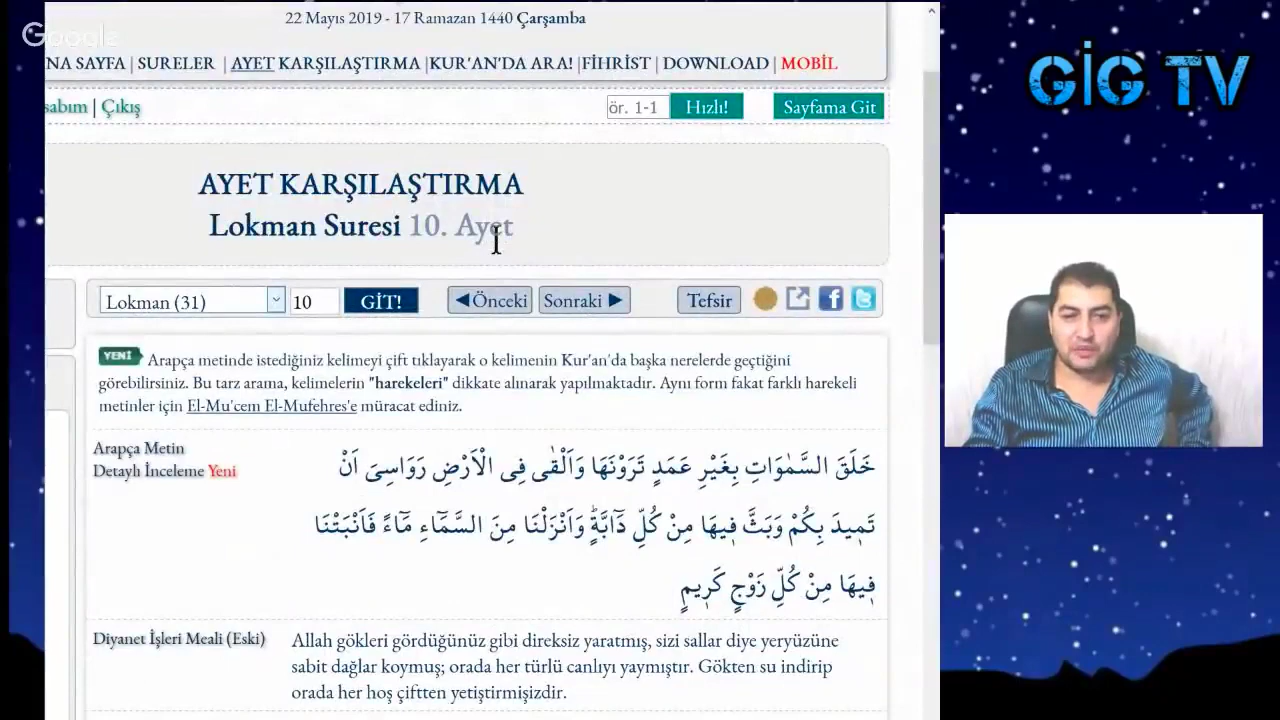 22 Mayıs 2019 - 17 Ramazan 1440 Çarşamba
Google
NA SAYFA | SURELER | AYET KARŞILAŞTIRMA |KUR'AN'DA ARA! |FİHRİST | DOWNLOAD | MOBİL
GİG TV
sabım | Çıkış
ör. 1-1 Hızlı! Sayfama Git
AYET KARŞILAŞTIRMA
Lokman Suresi 10. Ayet
Lokman (31) 10 GİT! ◄Önceki Sonraki ► Tefsir
YENİ Arapça metinde istediğiniz kelimeyi çift tıklayarak o kelimenin Kur'an'da başka nerelerde geçtiğini
görebilirsiniz. Bu tarz arama, kelimelerin "harekeleri" dikkate alınarak yapılmaktadır. Aynı form fakat farklı harekeli
metinler için El-Mu'cem El-Mufehres'e müracat ediniz.
Arapça Metin
Detaylı İnceleme Yeni
خَلَقَ السَّمٰوَاتِ بِغَيْرِ عَمَدٍ تَرَوْنَهَا وَاَلْقٰى فِى الْاَرْضِ رَوَاسِىَ اَنْ
تَم۪يدَ بِكُمْ وَبَثَّ ف۪يهَا مِنْ كُلِّ دَٓابَّةٍۜ وَاَنْزَلْنَا مِنَ السَّمَٓاءِ مَٓاءً فَاَنْبَتْنَا
ف۪يهَا مِنْ كُلِّ زَوْجٍ كَر۪يمٍ
Diyanet İşleri Meali (Eski)
Allah gökleri gördüğünüz gibi direksiz yaratmış, sizi sallar diye yeryüzüne
sabit dağlar koymuş; orada her türlü canlıyı yaymıştır. Gökten su indirip
orada her hoş çiftten yetiştirmişizdir.